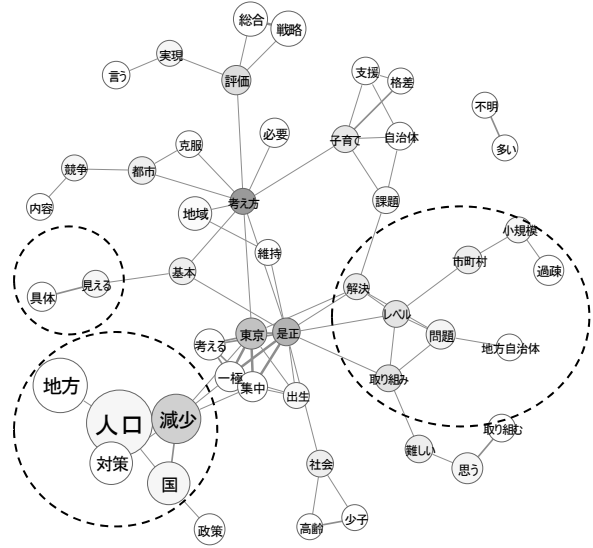 総合
戦略
実現
言う
評価
支援
格差
不明
必要
子育て
自治体
克服
多い
競争
都市
考え方
課題
内容
地域
小規模
維持
市町村
過疎
基本
見える
具体
解決
レベル
考える
東京
是正
問題
地方自治体
一極
集中
取り組み
地方
出生
人口
減少
取り組む
難しい
対策
社会
思う
国
政策
高齢
少子